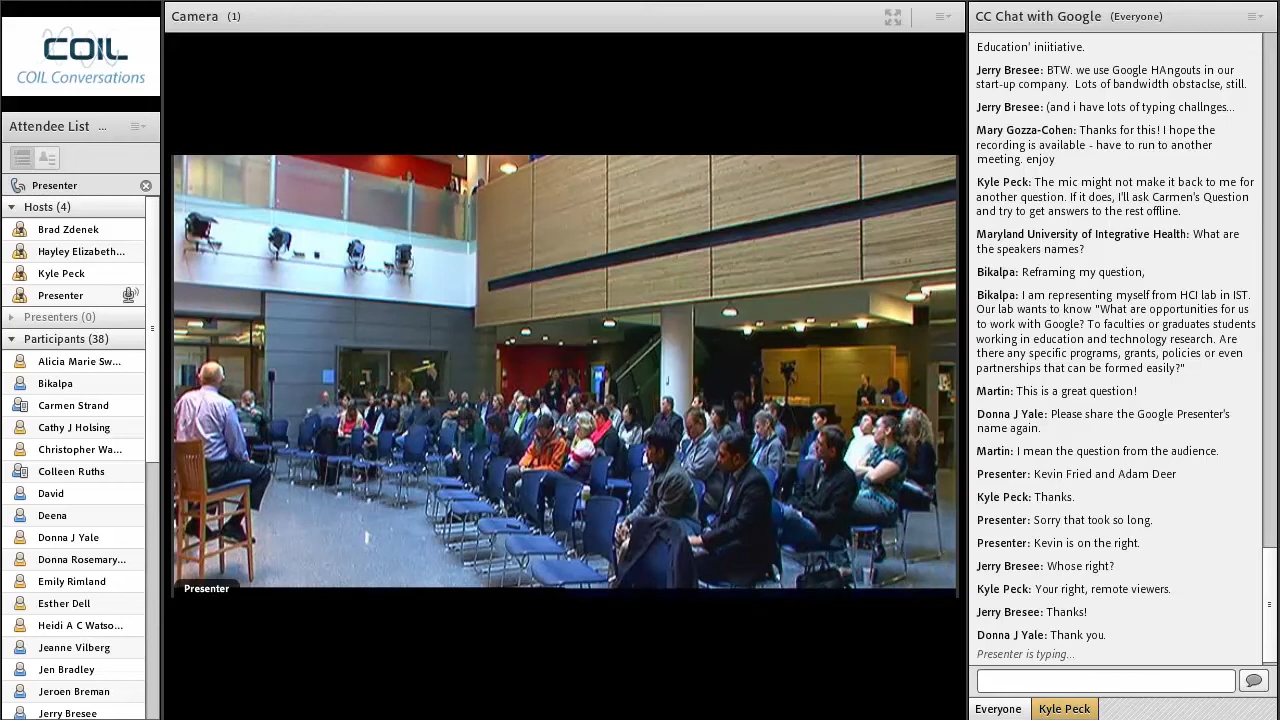 COIL
COIL Conversations
Attendee List ...
Presenter
Hosts (4)
Brad Zdenek
Hayley Elizabeth...
Kyle Peck
Presenter
Presenters (0)
Participants (38)
Alicia Marie Sw...
Bikalpa
Carmen Strand
Cathy J Holsing
Christopher Wa...
Colleen Ruths
David
Deena
Donna J Yale
Donna Rosemary...
Emily Rimland
Esther Dell
Heidi A C Watso...
Jeanne Vilberg
Jen Bradley
Jeroen Breman
Jerry Bresee
Camera (1)
Presenter
CC Chat with Google (Everyone)
Education' iniitiative.
Jerry Bresee: BTW. we use Google HAngouts in our
start-up company. Lots of bandwidth obstaclse, still.
Jerry Bresee: (and i have lots of typing challnges...
Mary Gozza-Cohen: Thanks for this! I hope the
recording is available - have to run to another
meeting. enjoy
Kyle Peck: The mic might not make it back to me for
another question. If it does, I'll ask Carmen's Question
and try to get answers to the rest offline.
Maryland University of Integrative Health: What are
the speakers names?
Bikalpa: Reframing my question,
Bikalpa: I am representing myself from HCI lab in IST.
Our lab wants to know "What are opportunities for us
to work with Google? To faculties or graduates students
working in education and technology research. Are
there any specific programs, grants, policies or even
partnerships that can be formed easily?"
Martin: This is a great question!
Donna J Yale: Please share the Google Presenter's
name again.
Martin: I mean the question from the audience.
Presenter: Kevin Fried and Adam Deer
Kyle Peck: Thanks.
Presenter: Sorry that took so long.
Presenter: Kevin is on the right.
Jerry Bresee: Whose right?
Kyle Peck: Your right, remote viewers.
Jerry Bresee: Thanks!
Donna J Yale: Thank you.
Presenter is typing...
Everyone
Kyle Peck